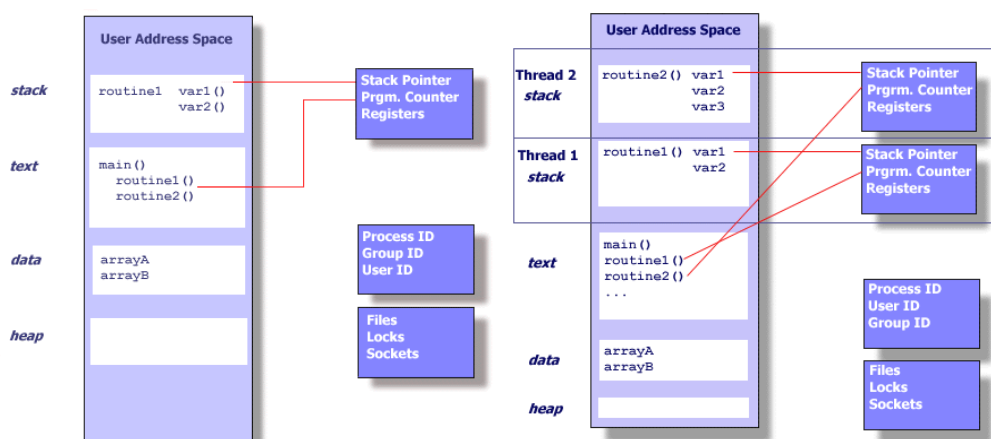 User Address Space
stack
routine1 var1()
var2()
Stack Pointer
Prgm. Counter
Registers
text
main()
routine1()
routine2()
Process ID
Group ID
User ID
data
arrayA
arrayB
Files
Locks
Sockets
heap
User Address Space
Thread 2
stack
routine2() var1
var2
var3
Stack Pointer
Prgrm. Counter
Registers
Thread 1
stack
routine1() var1
var2
Stack Pointer
Prgrm. Counter
Registers
text
main()
routine1()
routine2()
...
Process ID
User ID
Group ID
data
arrayA
arrayB
Files
Locks
Sockets
heap